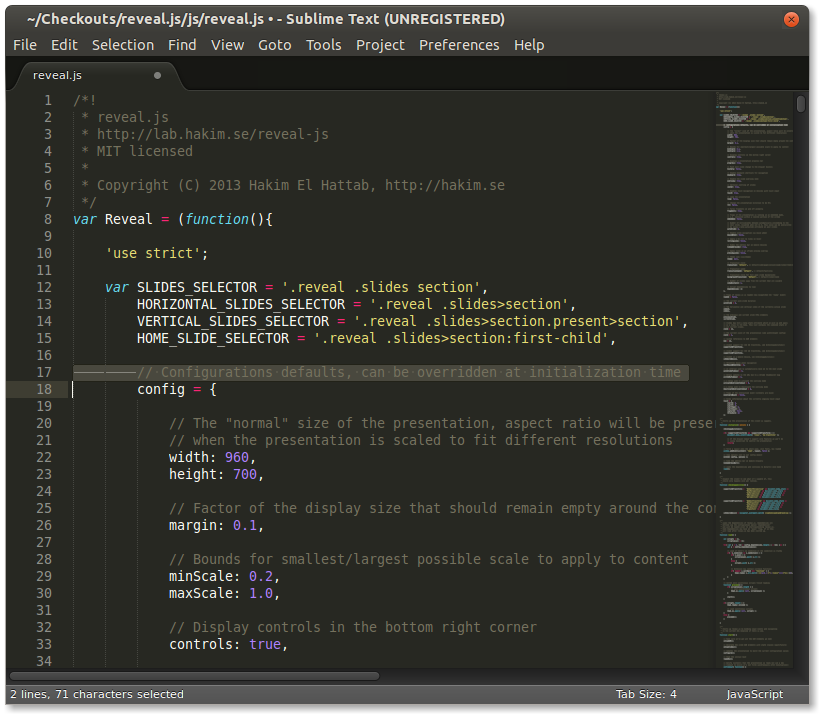 ~/Checkouts/reveal.js/js/reveal.js • - Sublime Text (UNREGISTERED)
File Edit Selection Find View Goto Tools Project Preferences Help
reveal.js
1 /*!
2 * reveal.js
3 * http://lab.hakim.se/reveal-js
4 * MIT licensed
5 *
6 * Copyright (C) 2013 Hakim El Hattab, http://hakim.se
7 */
8 var Reveal = (function(){
9
10 'use strict';
11
12 var SLIDES_SELECTOR = '.reveal .slides section',
13 HORIZONTAL_SLIDES_SELECTOR = '.reveal .slides>section',
14 VERTICAL_SLIDES_SELECTOR = '.reveal .slides>section.present>section',
15 HOME_SLIDE_SELECTOR = '.reveal .slides>section:first-child',
16
17 // Configurations defaults, can be overridden at initialization time
18 config = {
19
20 // The "normal" size of the presentation, aspect ratio will be prese
21 // when the presentation is scaled to fit different resolutions
22 width: 960,
23 height: 700,
24
25 // Factor of the display size that should remain empty around the co
26 margin: 0.1,
27
28 // Bounds for smallest/largest possible scale to apply to content
29 minScale: 0.2,
30 maxScale: 1.0,
31
32 // Display controls in the bottom right corner
33 controls: true,
34
2 lines, 71 characters selected Tab Size: 4 JavaScript